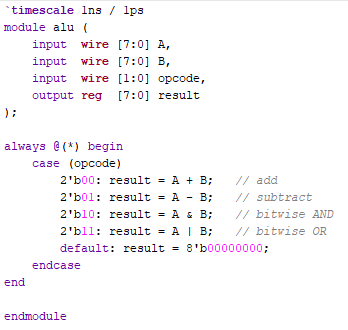 `timescale 1ns / 1ps
module alu (
    input  wire [7:0] A,
    input  wire [7:0] B,
    input  wire [1:0] opcode,
    output reg  [7:0] result
);

always @(*) begin
    case (opcode)
        2'b00: result = A + B;   // add
        2'b01: result = A - B;   // subtract
        2'b10: result = A & B;   // bitwise AND
        2'b11: result = A | B;   // bitwise OR
        default: result = 8'b00000000;
    endcase
end

endmodule